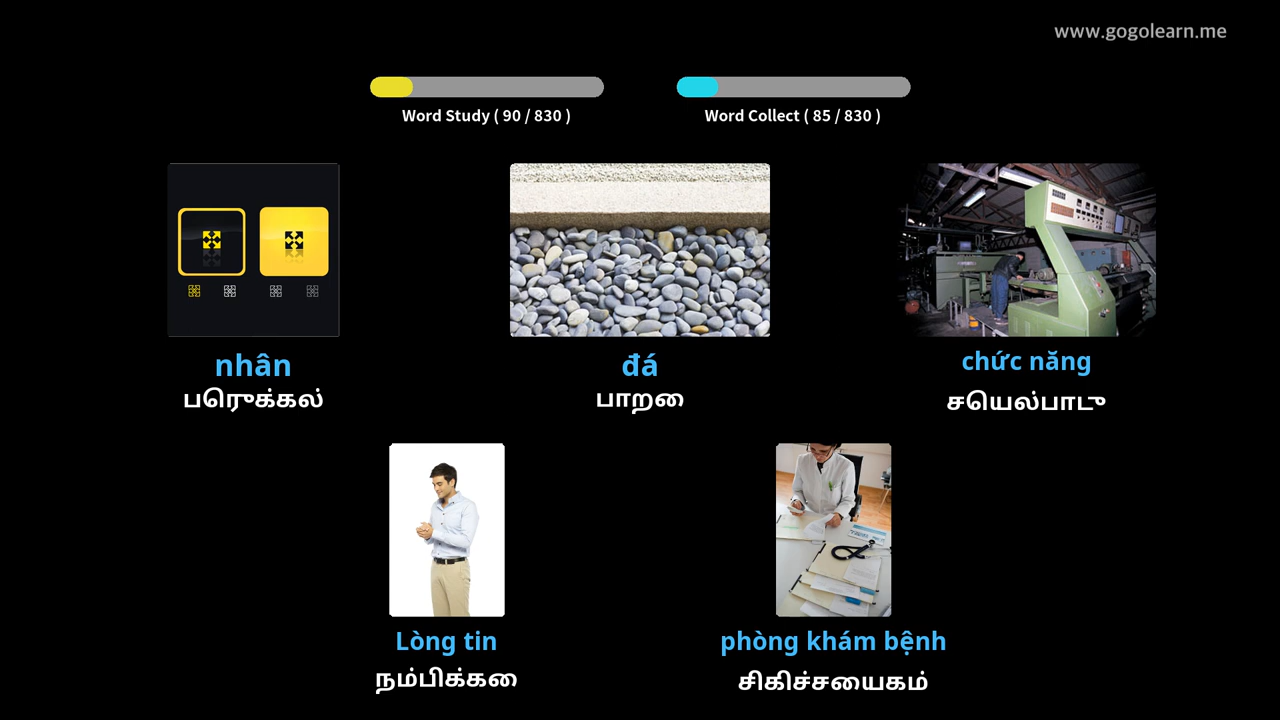 www.gogolearn.me
Word Study ( 90 / 830 )
Word Collect ( 85 / 830 )
nhân
பெருக்கல்
đá
பாறை
chức năng
செயல்பாடு
Lòng tin
நம்பிக்கை
phòng khám bệnh
சிகிச்சையகம்